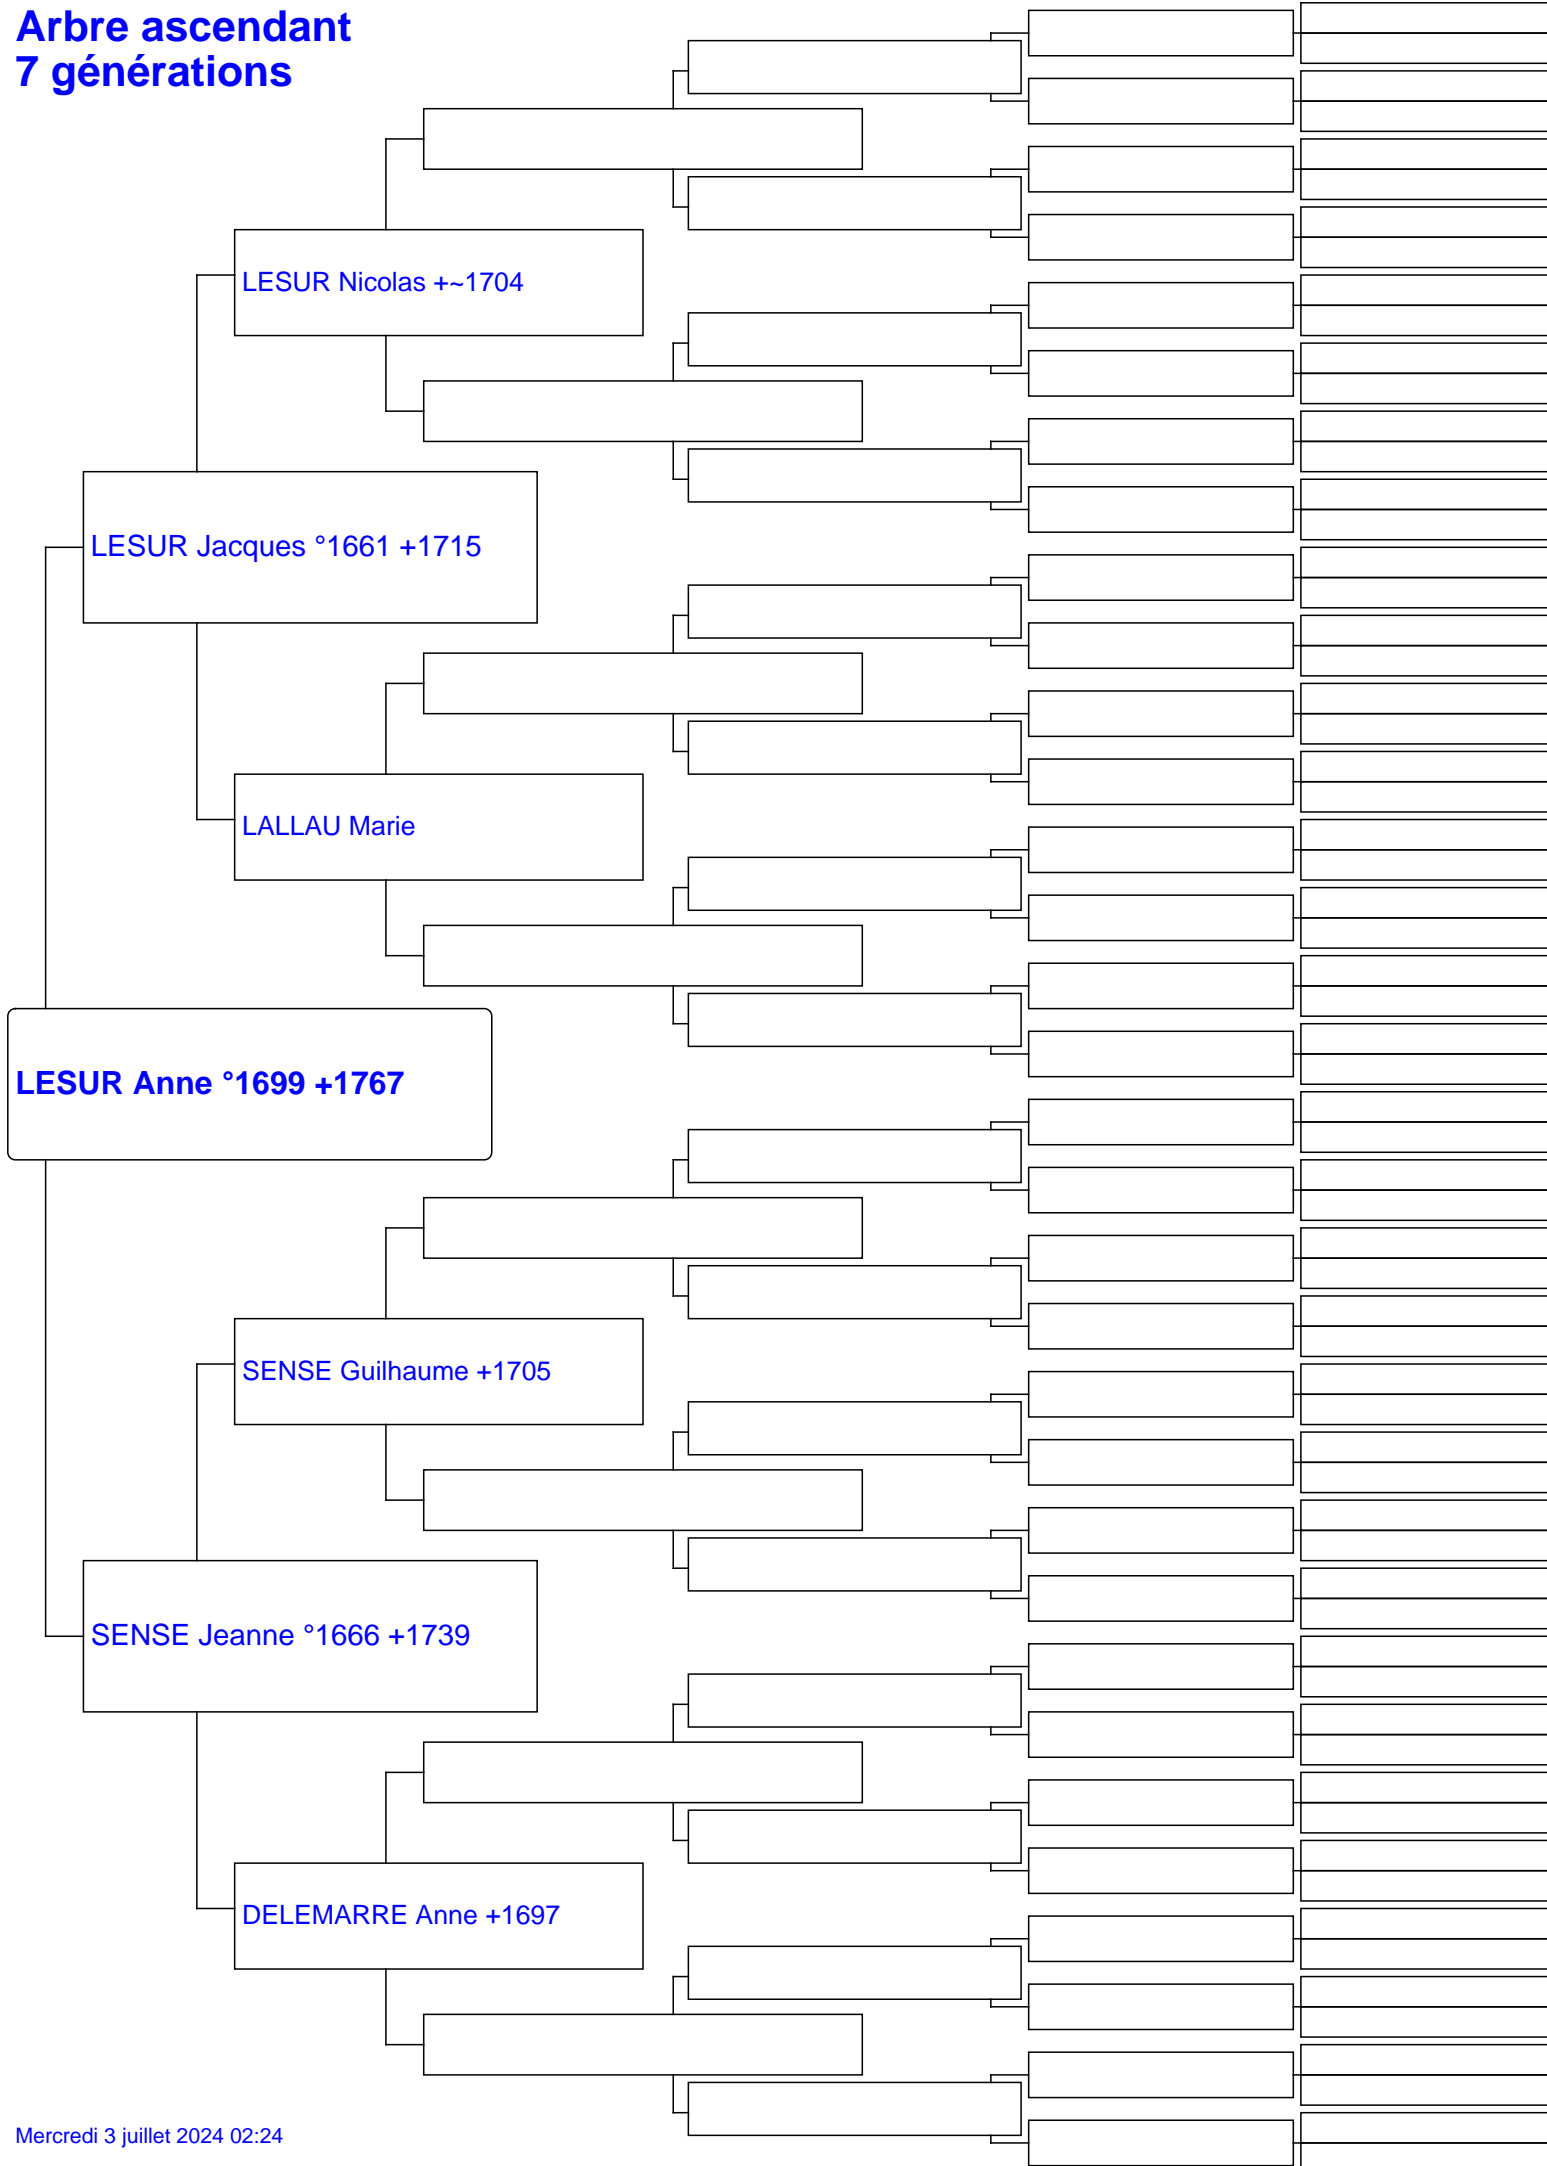 Arbre ascendant
7 générations
LESUR Nicolas +~1704
LESUR Jacques °1661 +1715
LALLAU Marie
LESUR Anne °1699 +1767
SENSE Guilhaume +1705
SENSE Jeanne °1666 +1739
DELEMARRE Anne +1697
Mercredi 3 juillet 2024 02:24